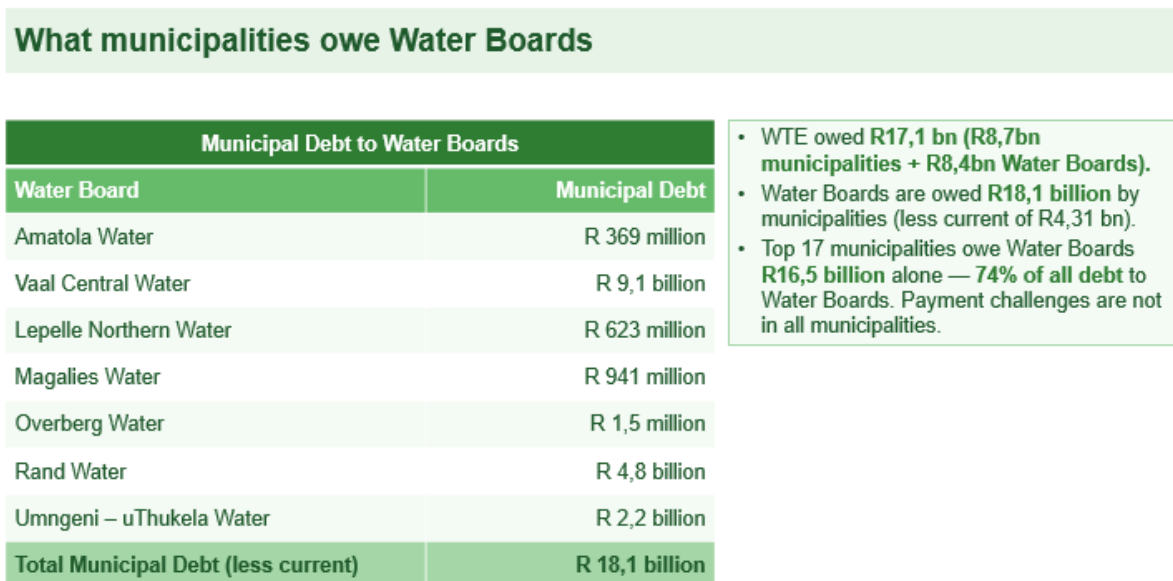 What municipalities owe Water Boards
Municipal Debt to Water Boards
Water Board Municipal Debt
Amatola Water R 369 million
Vaal Central Water R 9,1 billion
Lepelle Northern Water R 623 million
Magalies Water R 941 million
Overberg Water R 1,5 million
Rand Water R 4,8 billion
Umngeni – uThukela Water R 2,2 billion
Total Municipal Debt (less current) R 18,1 billion
• WTE owed R17,1 bn (R8,7bn
municipalities + R8,4bn Water Boards).
• Water Boards are owed R18,1 billion by
municipalities (less current of R4,31 bn).
• Top 17 municipalities owe Water Boards
R16,5 billion alone — 74% of all debt to
Water Boards. Payment challenges are not
in all municipalities.